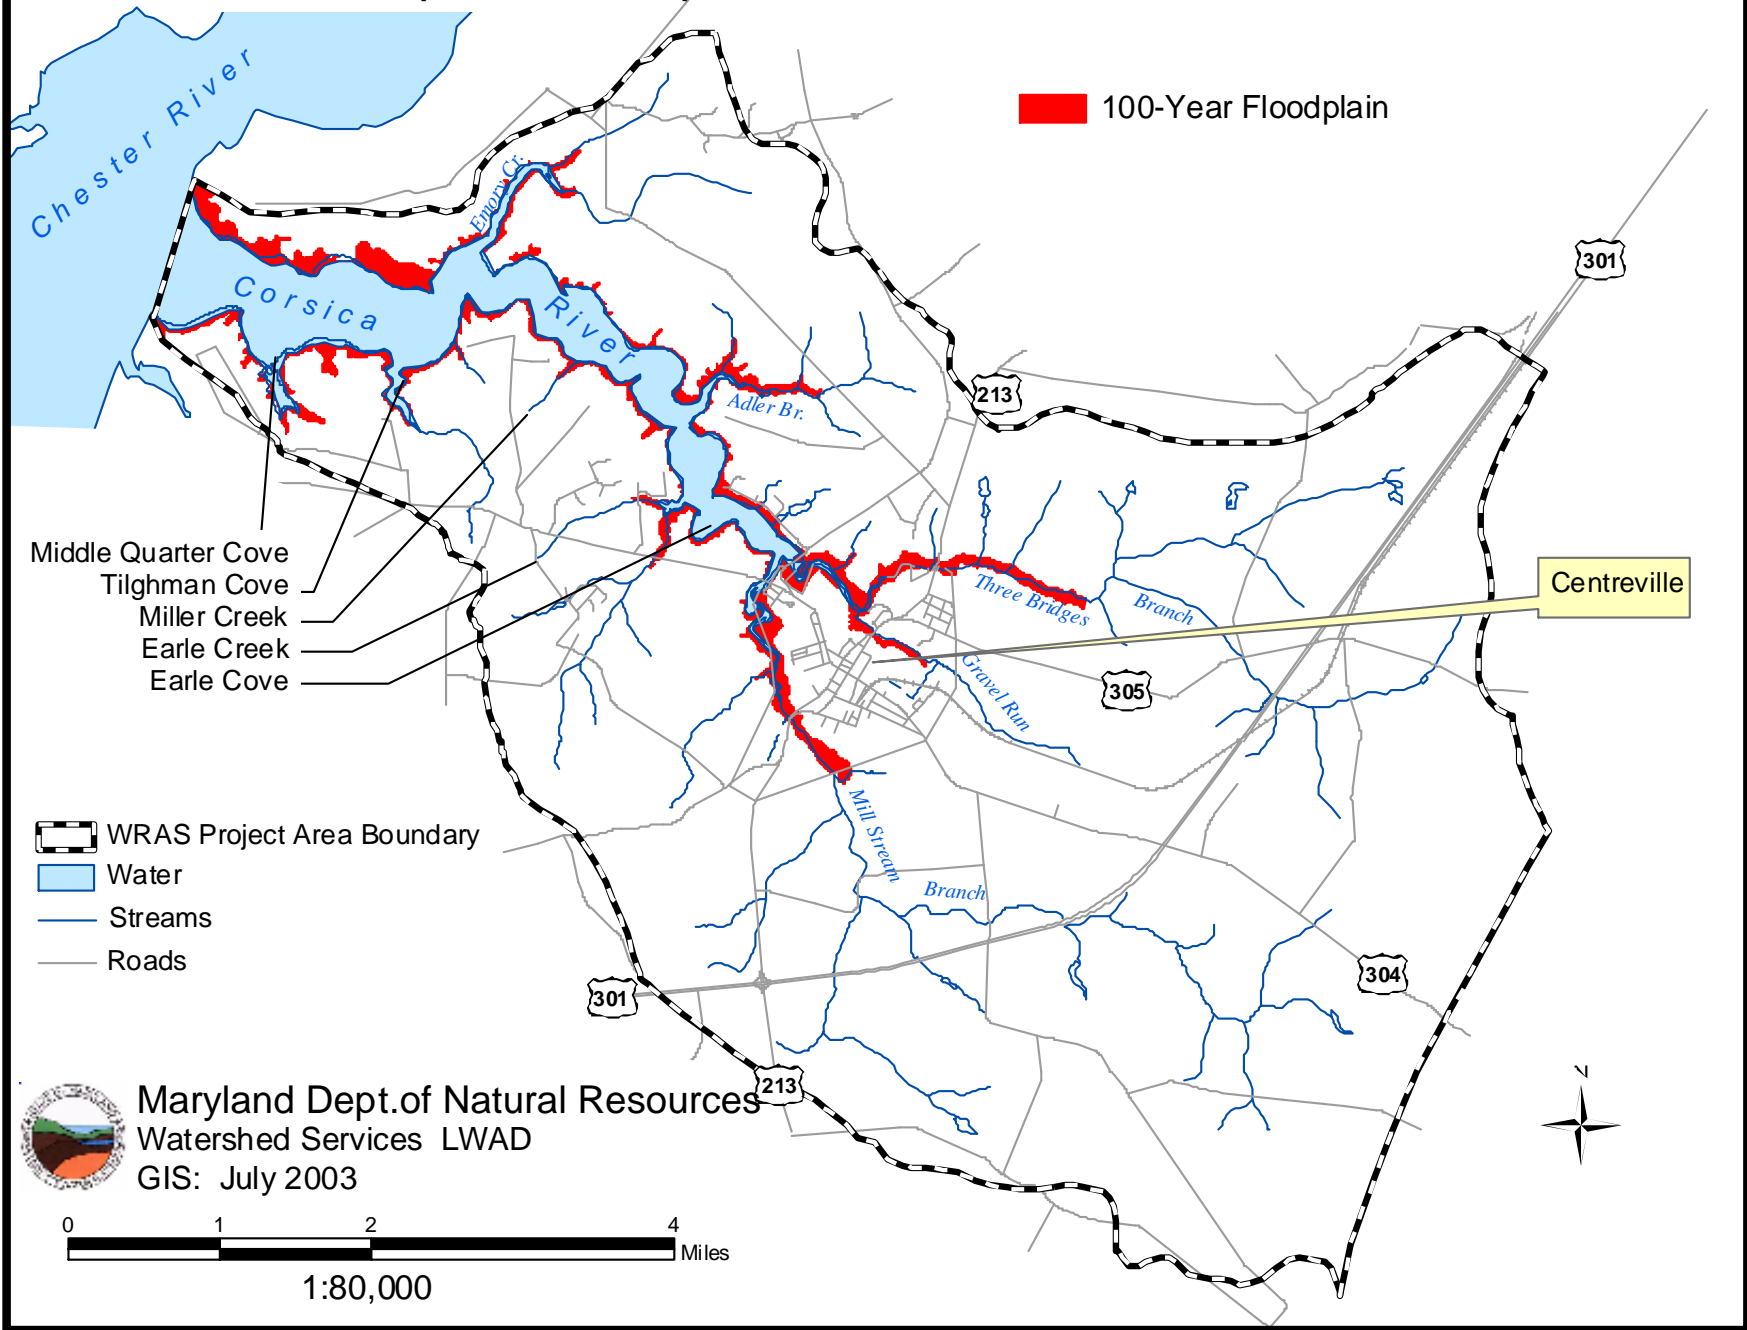 100-Year Floodplain
Chester River
Emory Cr.
Corsica
River
301
213
Adler Br.
Middle Quarter Cove
Tilghman Cove
Miller Creek
Earle Creek
Earle Cove
Three Bridges
Branch
Centreville
Gravel Run
305
Mill Stream
Branch
WRAS Project Area Boundary
Water
Streams
Roads
304
301
213
Maryland Dept.of Natural Resources
Watershed Services LWAD
GIS: July 2003
N
0 1 2 4
Miles
1:80,000